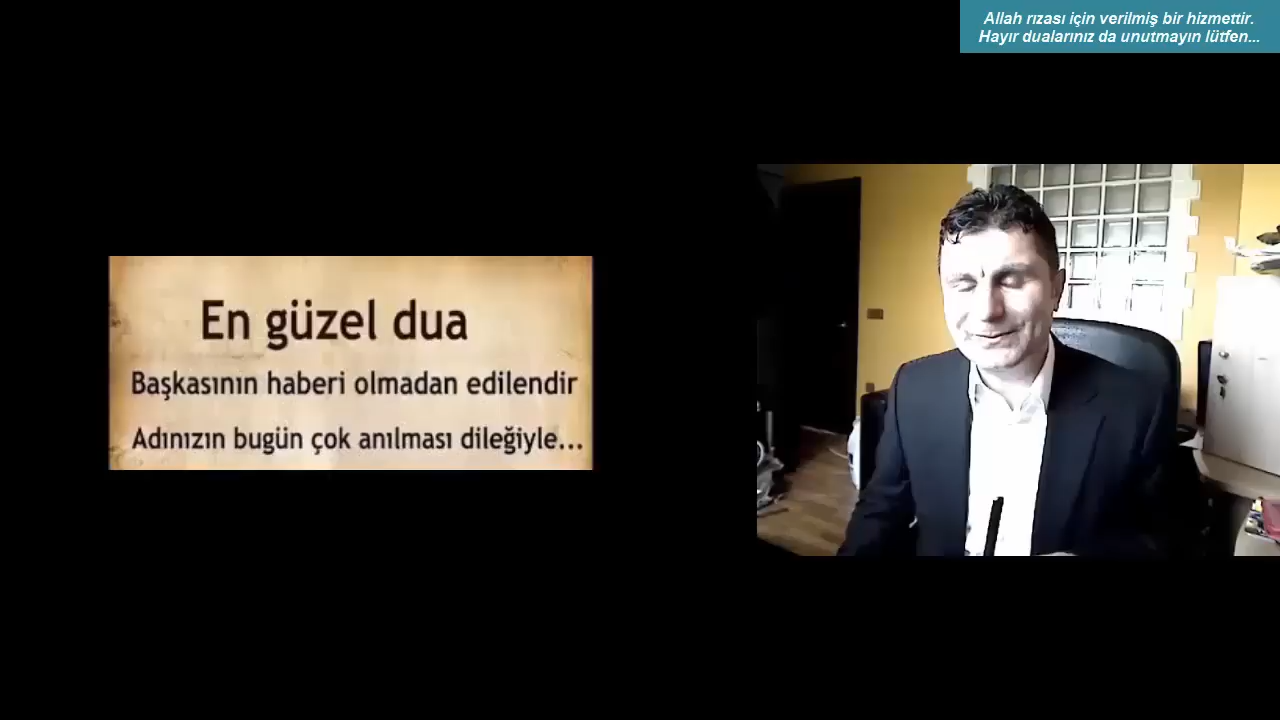 Allah rızası için verilmiş bir hizmettir.
Hayır dualarınız da unutmayın lütfen...
En güzel dua
Başkasının haberi olmadan edilendir
Adınızın bugün çok anılması dileğiyle...